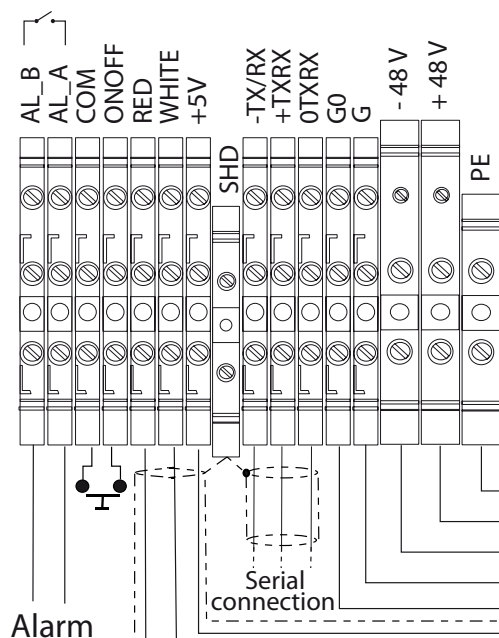 AL_B
AL_A
COM
ONOFF
RED
WHITE
+5V
SHD
-TX/RX
+TXRX
0TXRX
G0
G
- 48 V
+ 48 V
PE
Serial
connection
Alarm